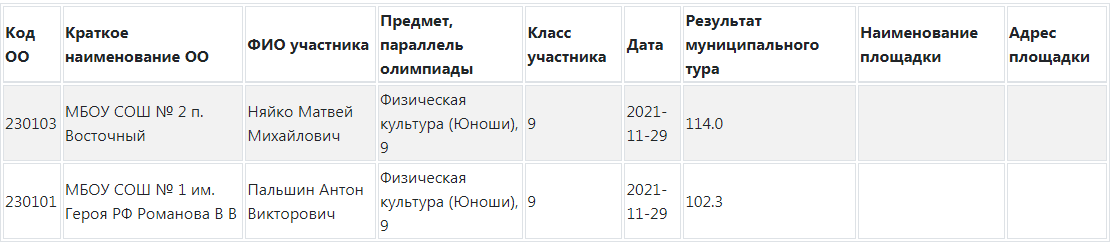 Код ОО
Краткое наименование ОО
ФИО участника
Предмет, параллель олимпиады
Класс участника
Дата
Результат муниципального тура
Наименование площадки
Адрес площадки
230103
МБОУ СОШ № 2 п. Восточный
Няйко Матвей Михайлович
Физическая культура (Юноши), 9
9
2021-11-29
114.0
230101
МБОУ СОШ № 1 им. Героя РФ Романова В В
Пальшин Антон Викторович
Физическая культура (Юноши), 9
9
2021-11-29
102.3